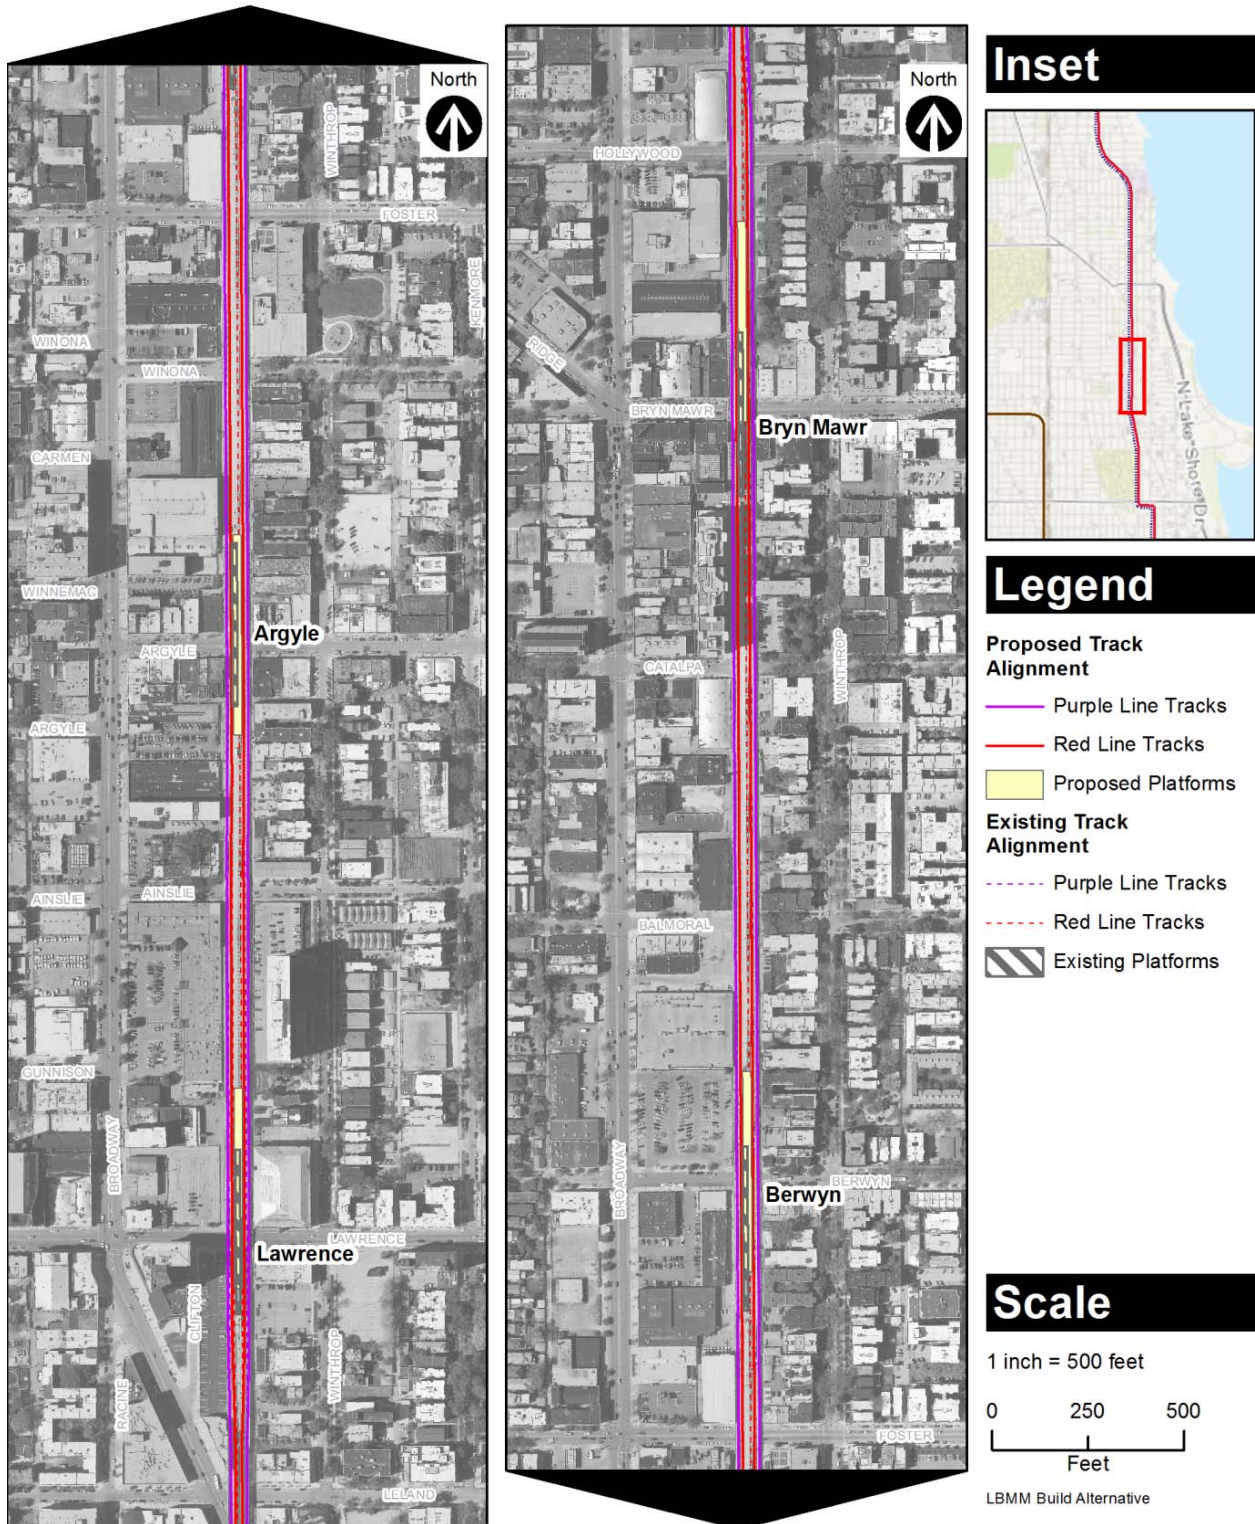 North
WINTHROP
FOSTER
KENMORE
WINONA
WINONA
CARMEN
WINNEMAC
Argyle
ARGYLE
ARGYLE
AINSLIE
AINSLIE
GUNNISON
BROADWAY
LAWRENCE
Lawrence
CLIFTON
WINTHROP
RACINE
LELAND
North
HOLLYWOOD
RIDGE
BRYN MAWR
Bryn Mawr
CATALPA
WINTHROP
BALMORAL
BROADWAY
BERWYN
Berwyn
FOSTER
Inset
N Lake Shore Dr
Legend
Proposed Track
Alignment
Purple Line Tracks
Red Line Tracks
Proposed Platforms
Existing Track
Alignment
Purple Line Tracks
Red Line Tracks
Existing Platforms
Scale
1 inch = 500 feet
0 250 500
Feet
LBMM Build Alternative